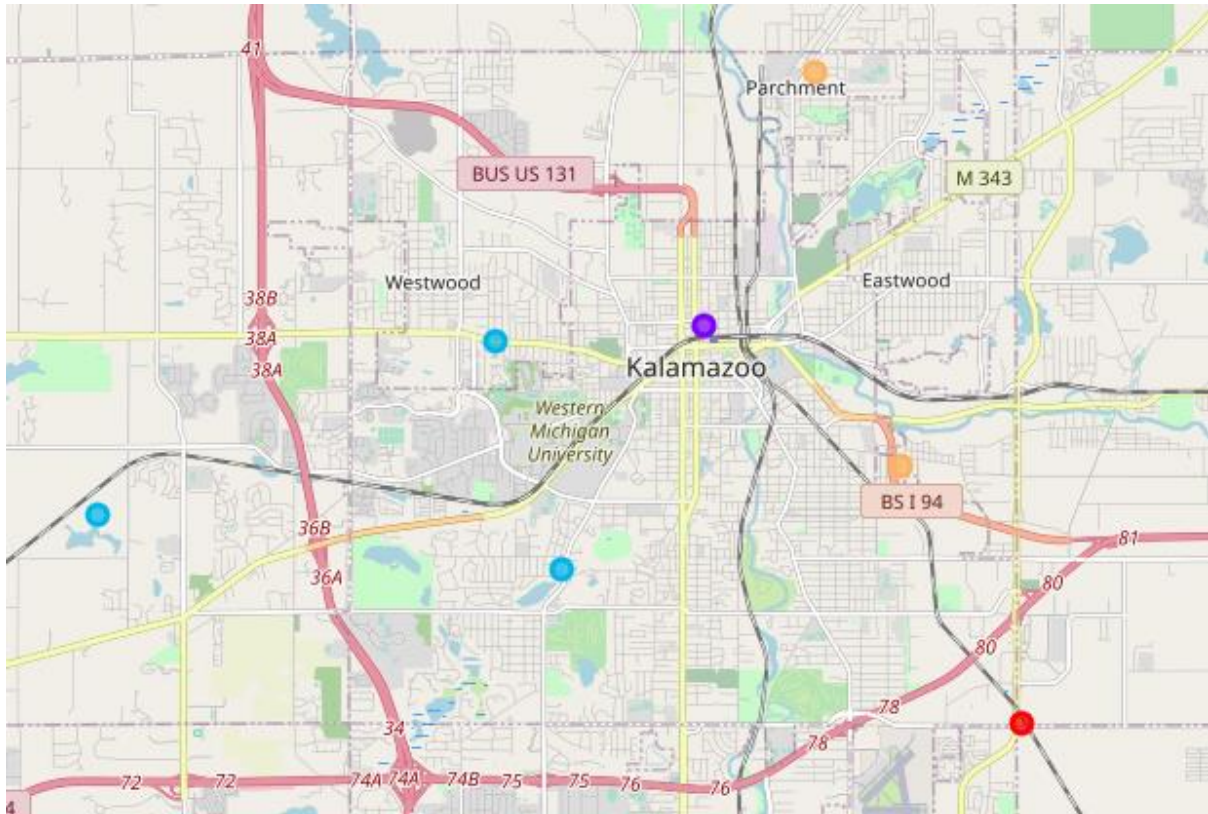 41
Parchment
BUS US 131
M 343
Westwood
Eastwood
38B
38A
38A
Kalamazoo
Western
Michigan
University
BS I 94
36B
81
36A
80
80
78
34
78
72
72
74A
74A
74B
75
75
76
76
4